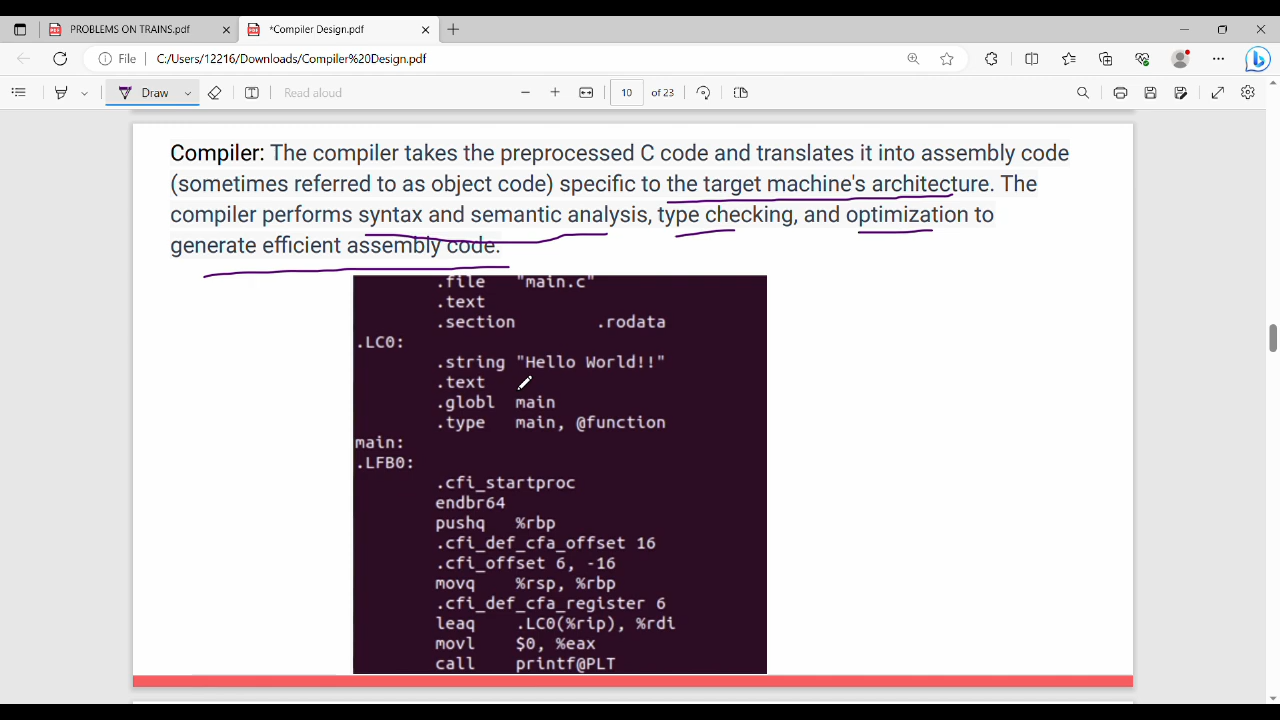 PROBLEMS ON TRAINS.pdf
*Compiler Design.pdf
File C:/Users/12216/Downloads/Compiler%20Design.pdf
Draw Read aloud 10 of 23
Compiler: The compiler takes the preprocessed C code and translates it into assembly code
(sometimes referred to as object code) specific to the target machine's architecture. The
compiler performs syntax and semantic analysis, type checking, and optimization to
generate efficient assembly code.
.file "main.c"
.text
.section .rodata
.LC0:
.string "Hello World!!"
.text
.globl main
.type main, @function
main:
.LFB0:
.cfi_startproc
endbr64
pushq %rbp
.cfi_def_cfa_offset 16
.cfi_offset 6, -16
movq %rsp, %rbp
.cfi_def_cfa_register 6
leaq .LC0(%rip), %rdi
movl $0, %eax
call printf@PLT